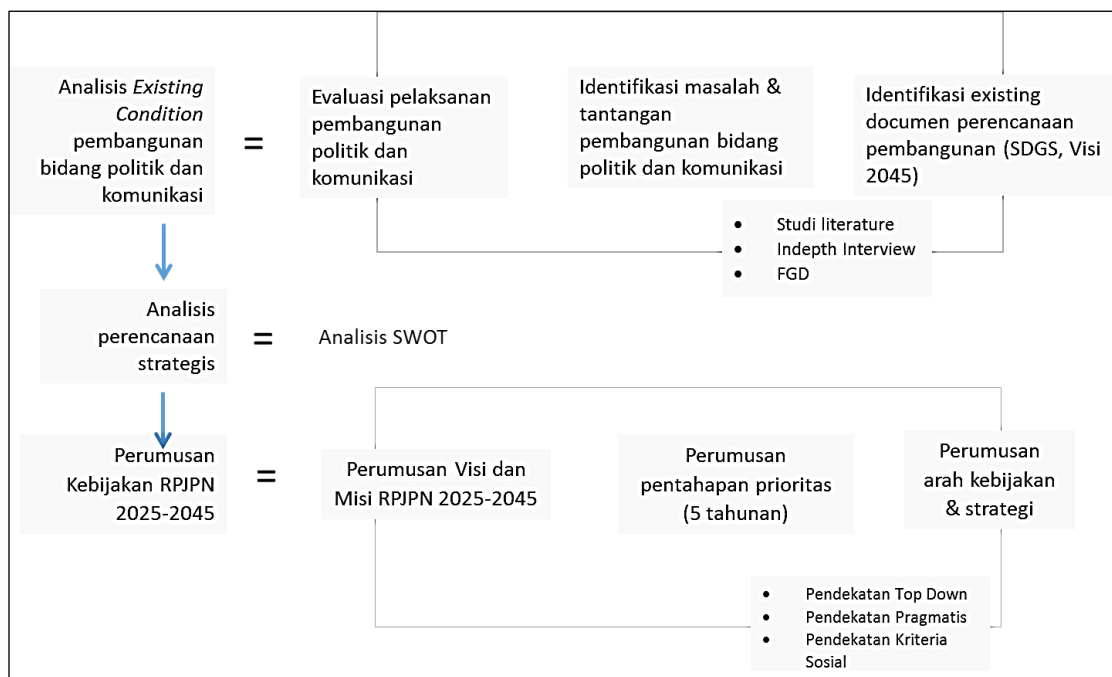 Analisis Existing
Condition
pembangunan
bidang politik dan
komunikasi
=
Evaluasi pelaksanan
pembangunan
politik dan
komunikasi
Identifikasi masalah &
tantangan
pembangunan bidang
politik dan komunikasi
Identifikasi existing
documen perencanaan
pembangunan (SDGS, Visi
2045)
• Studi literature
• Indepth Interview
• FGD
Analisis
perencanaan
strategis
=
Analisis SWOT
Perumusan
Kebijakan RPJPN
2025-2045
=
Perumusan Visi dan
Misi RPJPN 2025-2045
Perumusan
pentahapan prioritas
(5 tahunan)
Perumusan
arah kebijakan
& strategi
• Pendekatan Top Down
• Pendekatan Pragmatis
• Pendekatan Kriteria
Sosial